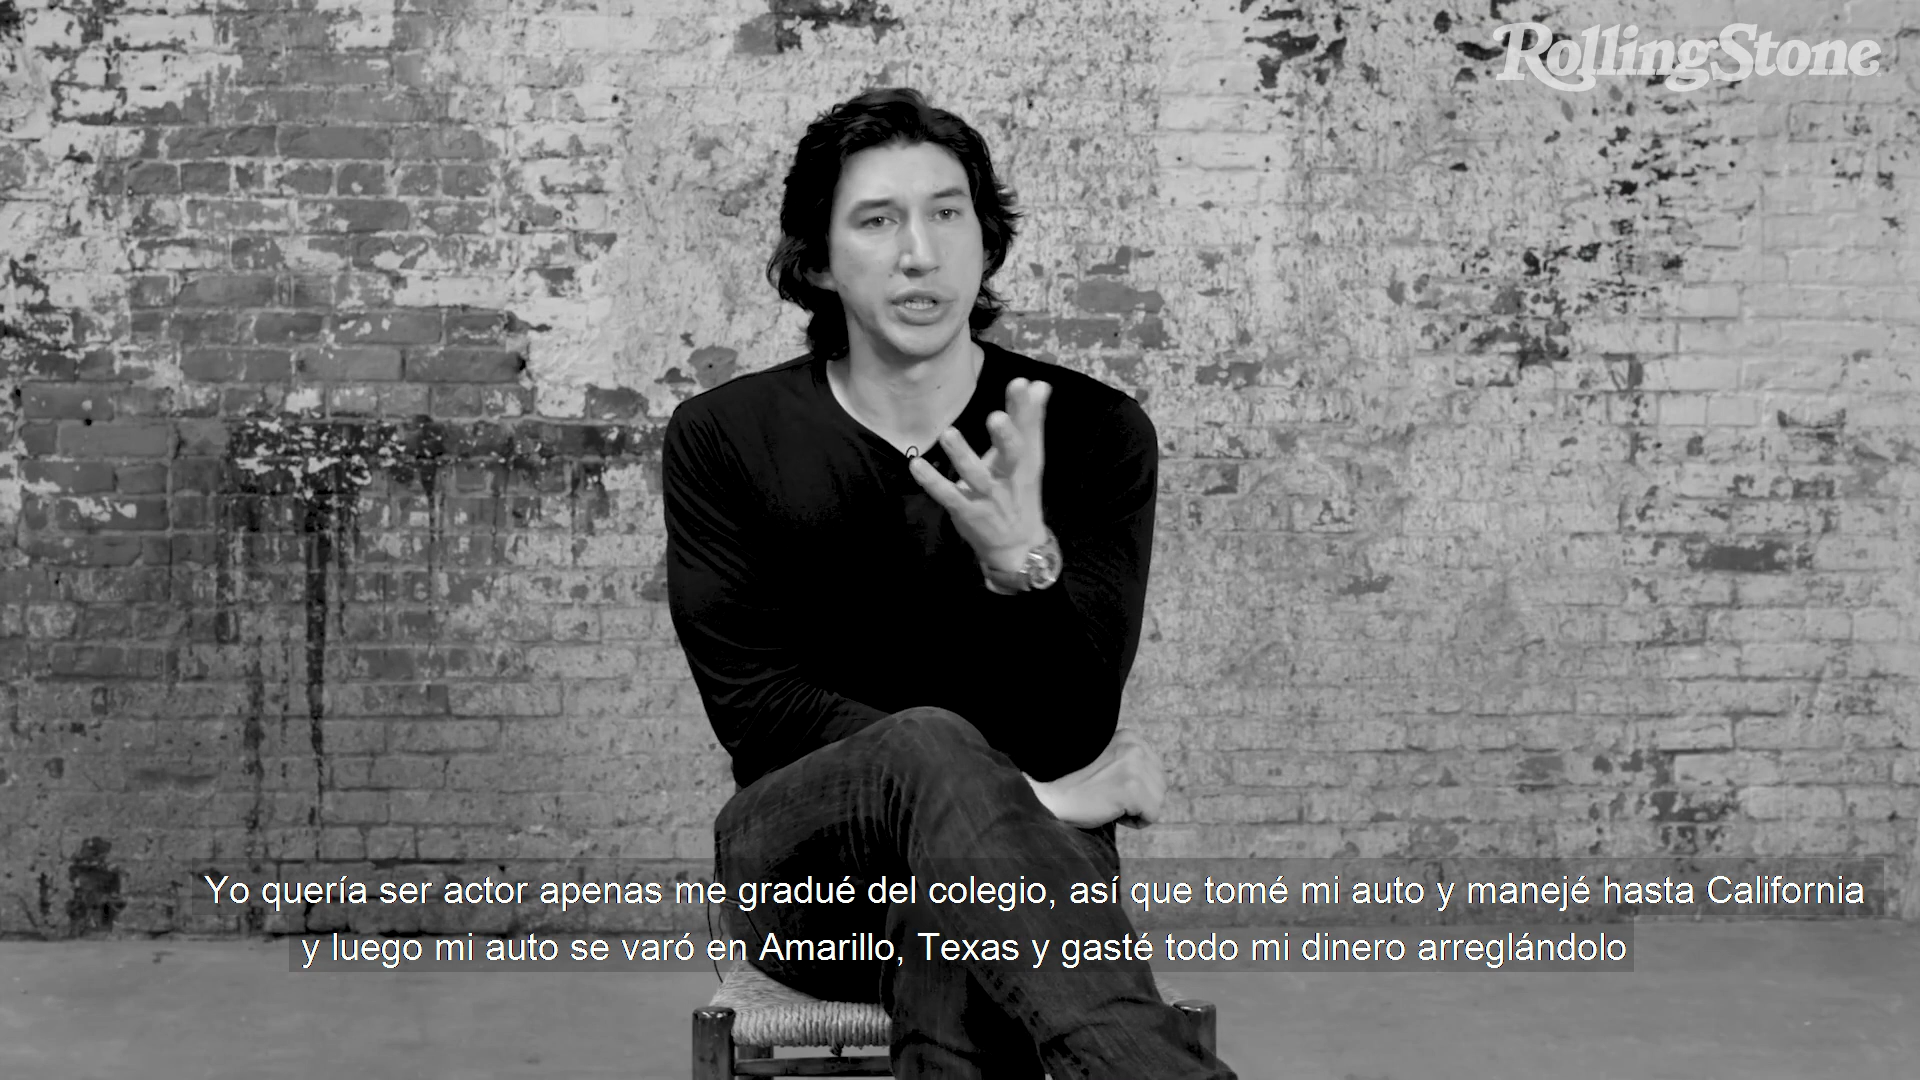 RollingStone
Yo quería ser actor apenas me gradué del colegio, así que tomé mi auto y manejé hasta California
y luego mi auto se varó en Amarillo, Texas y gasté todo mi dinero arreglándolo